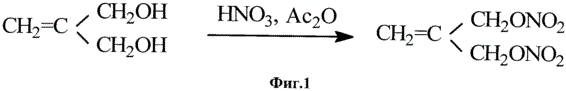 CH₂=C
CH₂OH
CH₂OH
HNO₃, Ac₂O
CH₂=C
CH₂ONO₂
CH₂ONO₂
Фиг.1